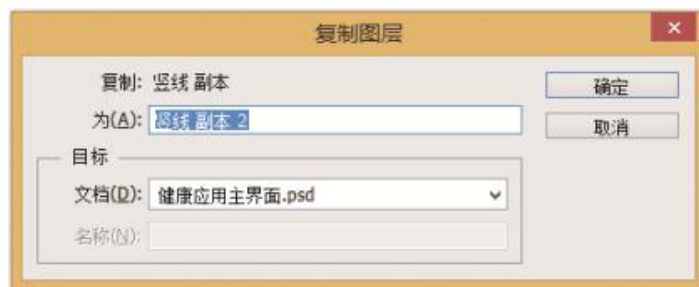 复制图层
复制: 竖线 副本
确定
为(A): 竖线 副本 2
取消
目标
文档(D): 健康应用主界面.psd
名称(N):